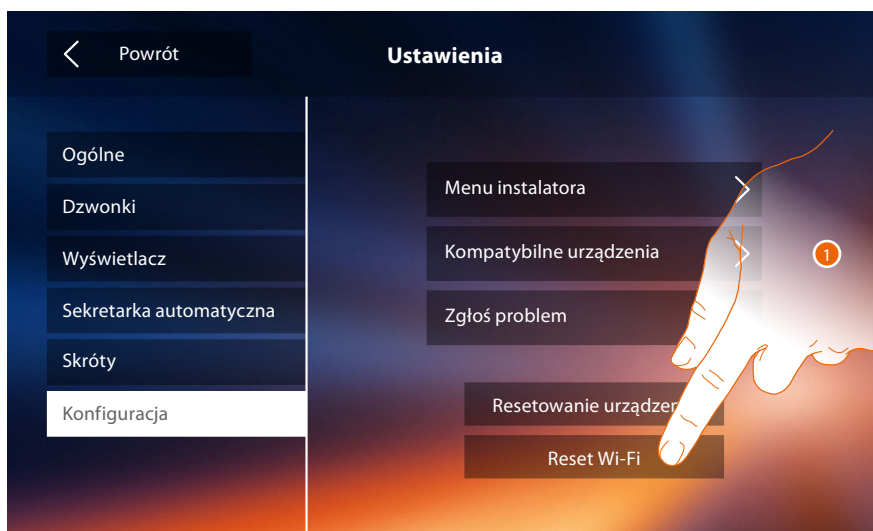 Powrót
Ustawienia
Ogólne
Dzwonki
Wyświetlacz
Sekretarka automatyczna
Skróty
Konfiguracja
Menu instalatora
Kompatybilne urządzenia
Zgłoś problem
Resetowanie
Reset Wi-Fi
1